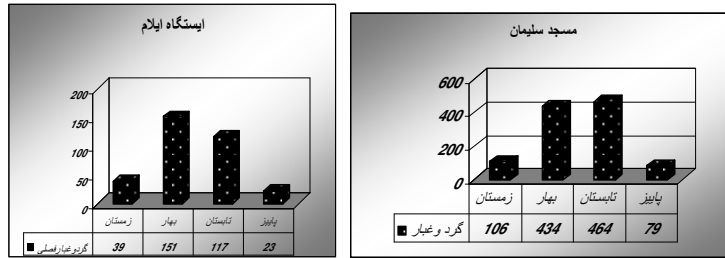 ایستگاه ایلام
200
150
100
50
0
زمستان بهار تابستان پاییز
گردوغبارفصلی 39 151 117 23
مسجد سلیمان
600
400
200
0
زمستان بهار تابستان پاییز
گرد وغبار 106 434 464 79